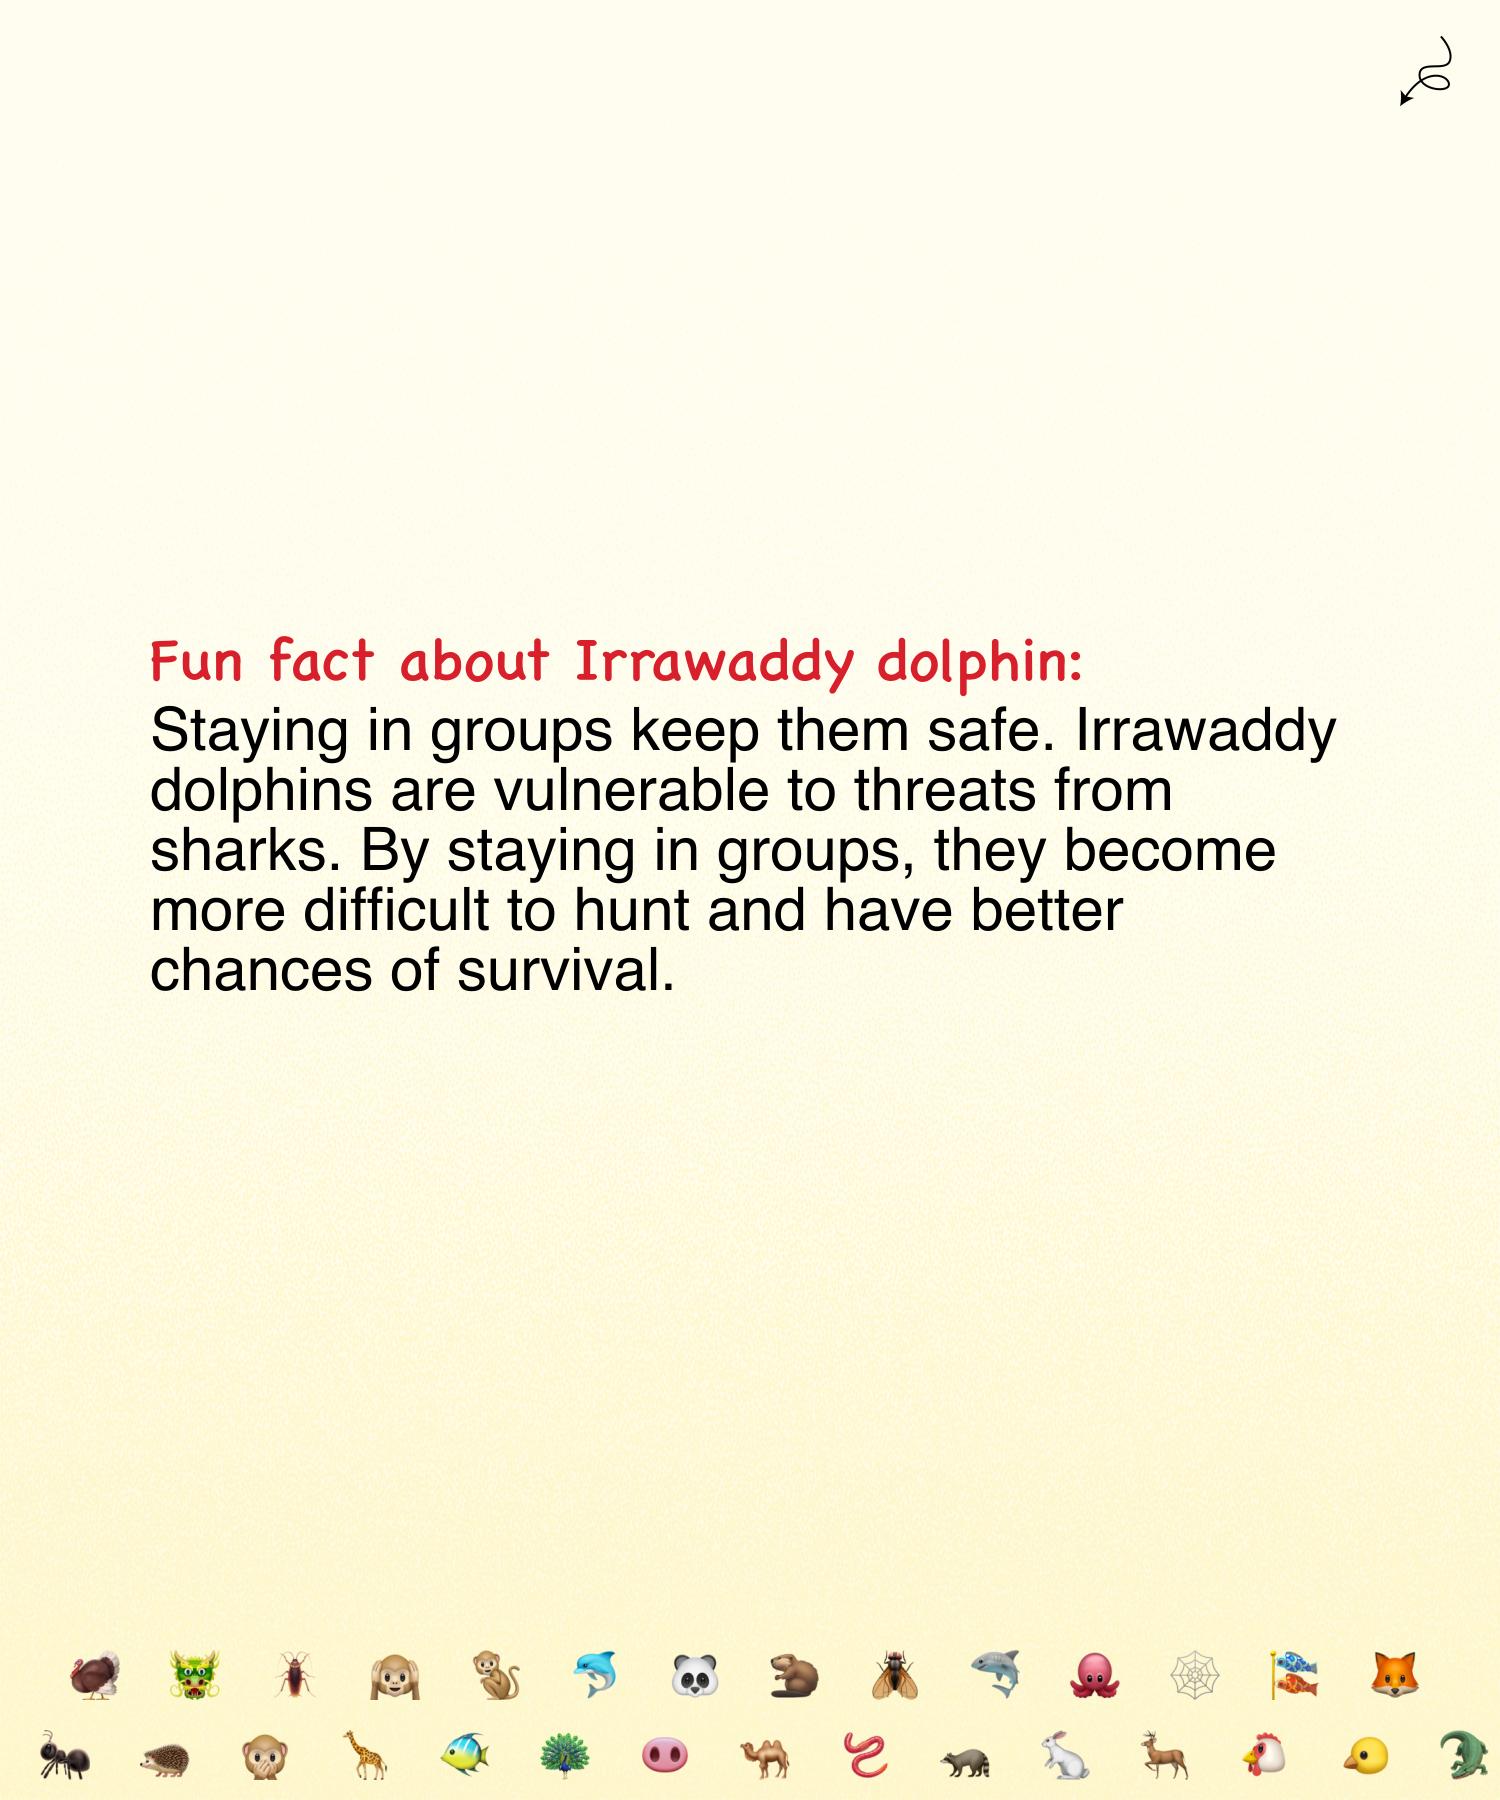 Fun fact about Irrawaddy dolphin:
Staying in groups keep them safe. Irrawaddy
dolphins are vulnerable to threats from
sharks. By staying in groups, they become
more difficult to hunt and have better
chances of survival.